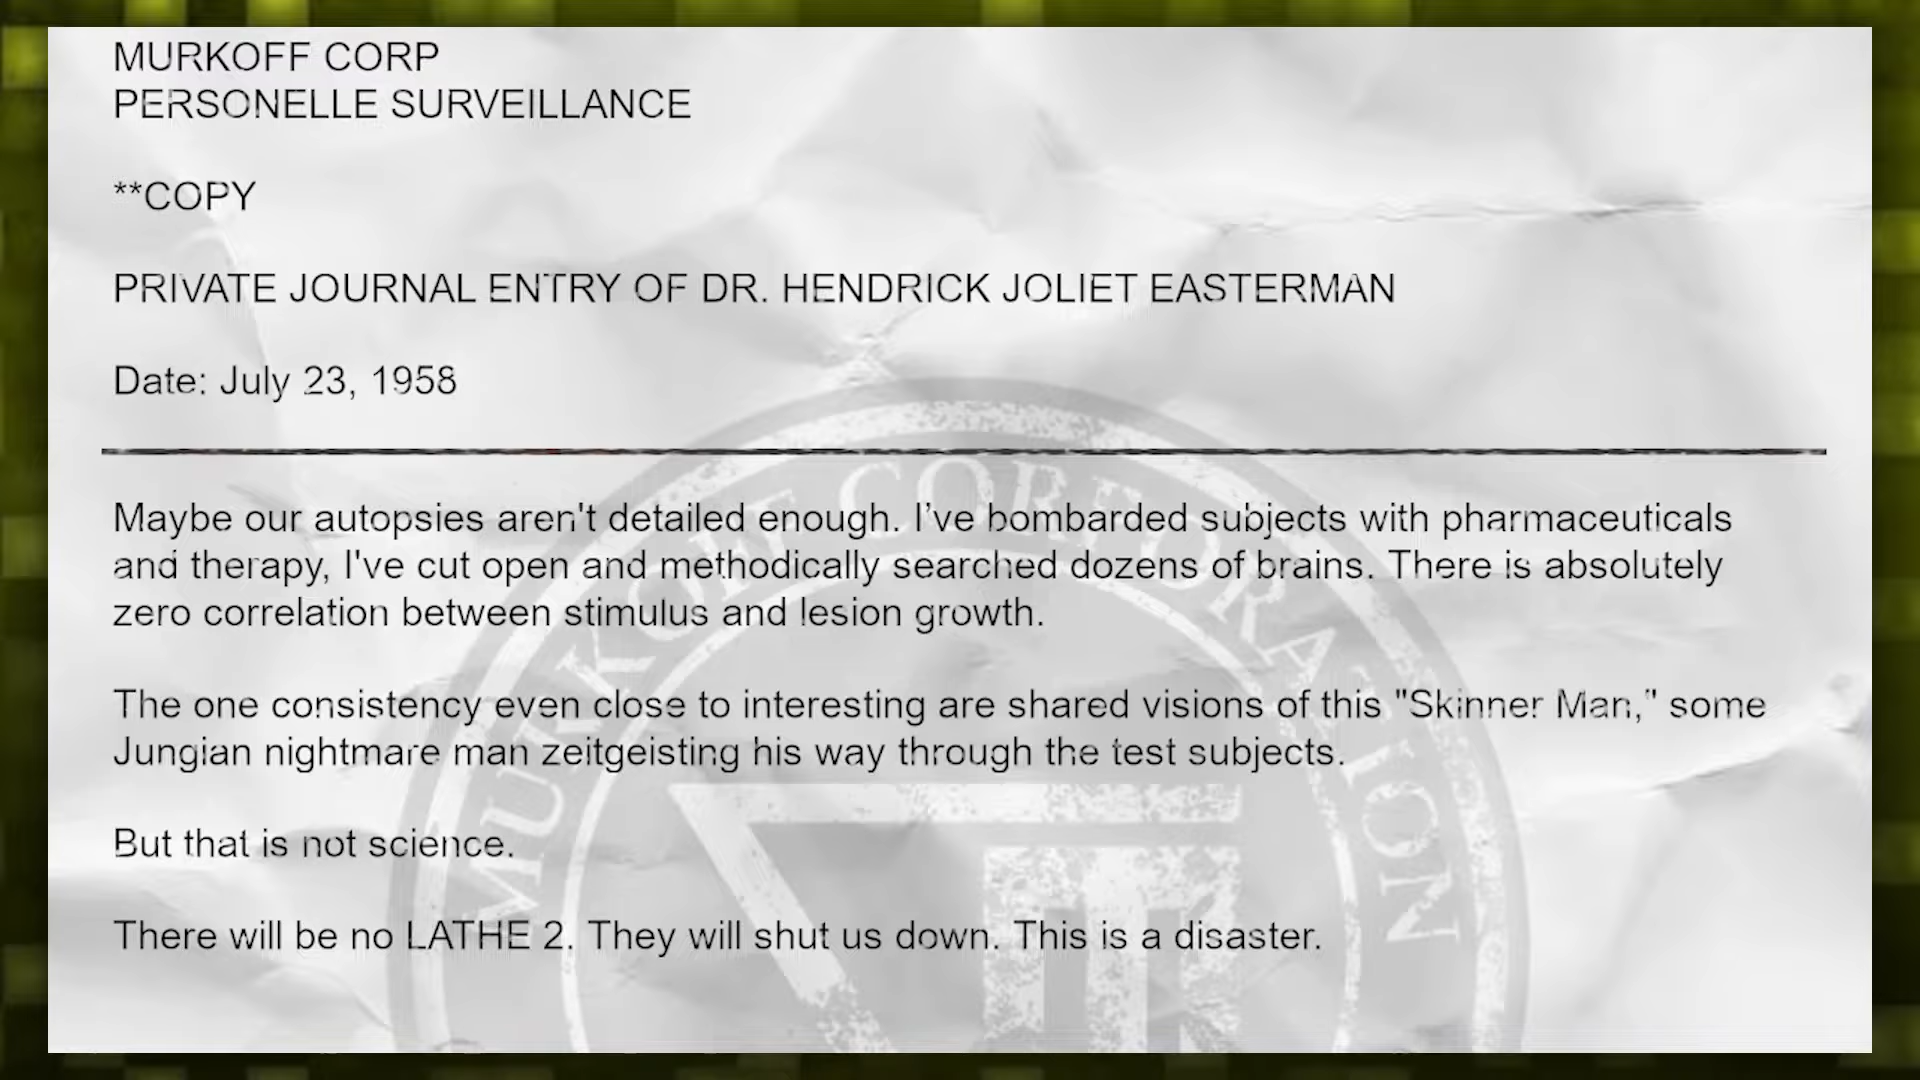 MURKOFF CORP
PERSONELLE SURVEILLANCE
**COPY
PRIVATE JOURNAL ENTRY OF DR. HENDRICK JOLIET EASTERMAN
Date: July 23, 1958
Maybe our autopsies aren't detailed enough. I’ve bombarded subjects with pharmaceuticals
and therapy, I've cut open and methodically searched dozens of brains. There is absolutely
zero correlation between stimulus and lesion growth.
The one consistency even close to interesting are shared visions of this "Skinner Man," some
Jungian nightmare man zeitgeisting his way through the test subjects.
But that is not science.
There will be no LATHE 2. They will shut us down. This is a disaster.
MURKOFF CORPORATION